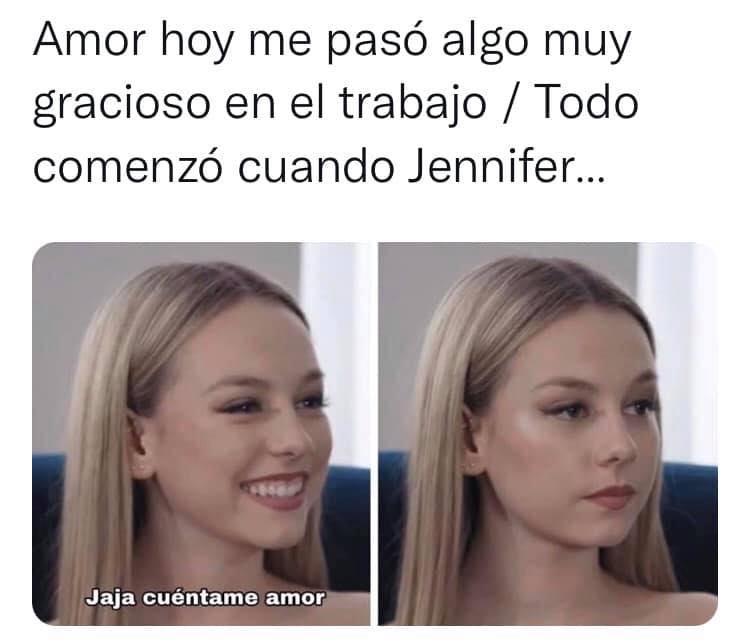 Amor hoy me pasó algo muy
gracioso en el trabajo / Todo
comenzó cuando Jennifer...
Jaja cuéntame amor